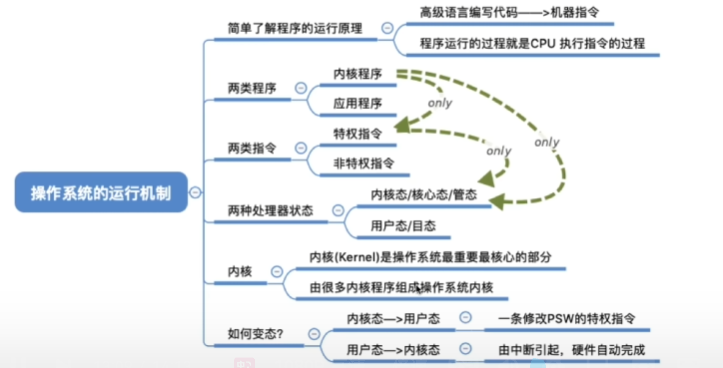 操作系统的运行机制
简单了解程序的运行原理
高级语言编写代码——>机器指令
程序运行的过程就是CPU 执行指令的过程
两类程序
内核程序
应用程序
only
两类指令
特权指令
非特权指令
only
only
两种处理器状态
内核态/核心态/管态
用户态/目态
内核
内核(Kernel)是操作系统最重要最核心的部分
由很多内核程序组成操作系统内核
如何变态?
内核态—>用户态
一条修改PSW的特权指令
用户态—>内核态
由中断引起，硬件自动完成